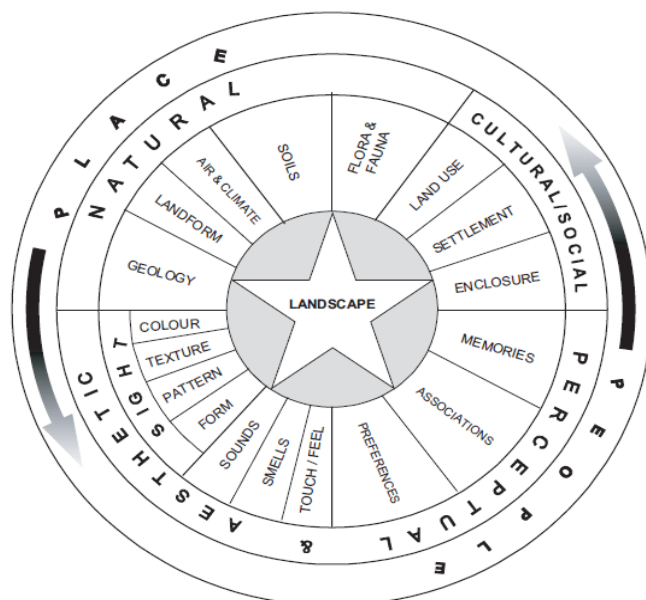 PLACE
NATURAL
CULTURAL/SOCIAL
GEOLOGY
LANDFORM
AIR & CLIMATE
SOILS
FLORA &
FAUNA
LAND USE
SETTLEMENT
ENCLOSURE
LANDSCAPE
MEMORIES
ASSOCIATIONS
PREFERENCES
TOUCH / FEEL
SMELLS
SOUNDS
FORM
PATTERN
TEXTURE
COLOUR
SIGHT
AESTHETIC & PERCEPTUAL
PEOPLE